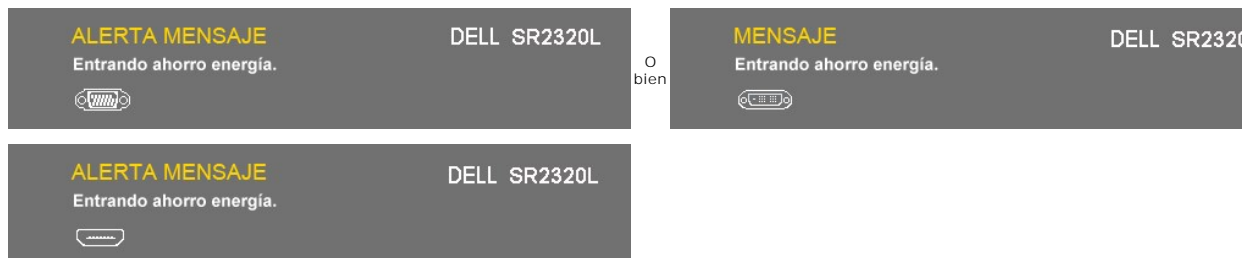 ALERTA MENSAJE
DELL SR2320L
Entrando ahorro energía.
O
bien
MENSAJE
DELL SR2320
Entrando ahorro energía.
ALERTA MENSAJE
DELL SR2320L
Entrando ahorro energía.